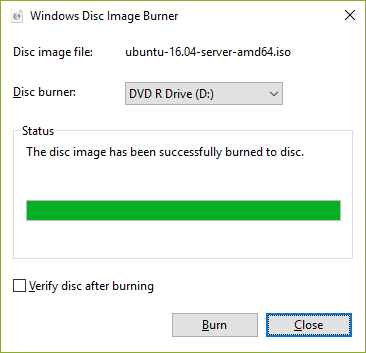 Windows Disc Image Burner
Disc image file: ubuntu-16.04-server-amd64.iso
Disc burner: DVD R Drive (D:)
Status
The disc image has been successfully burned to disc.
Verify disc after burning
Burn Close